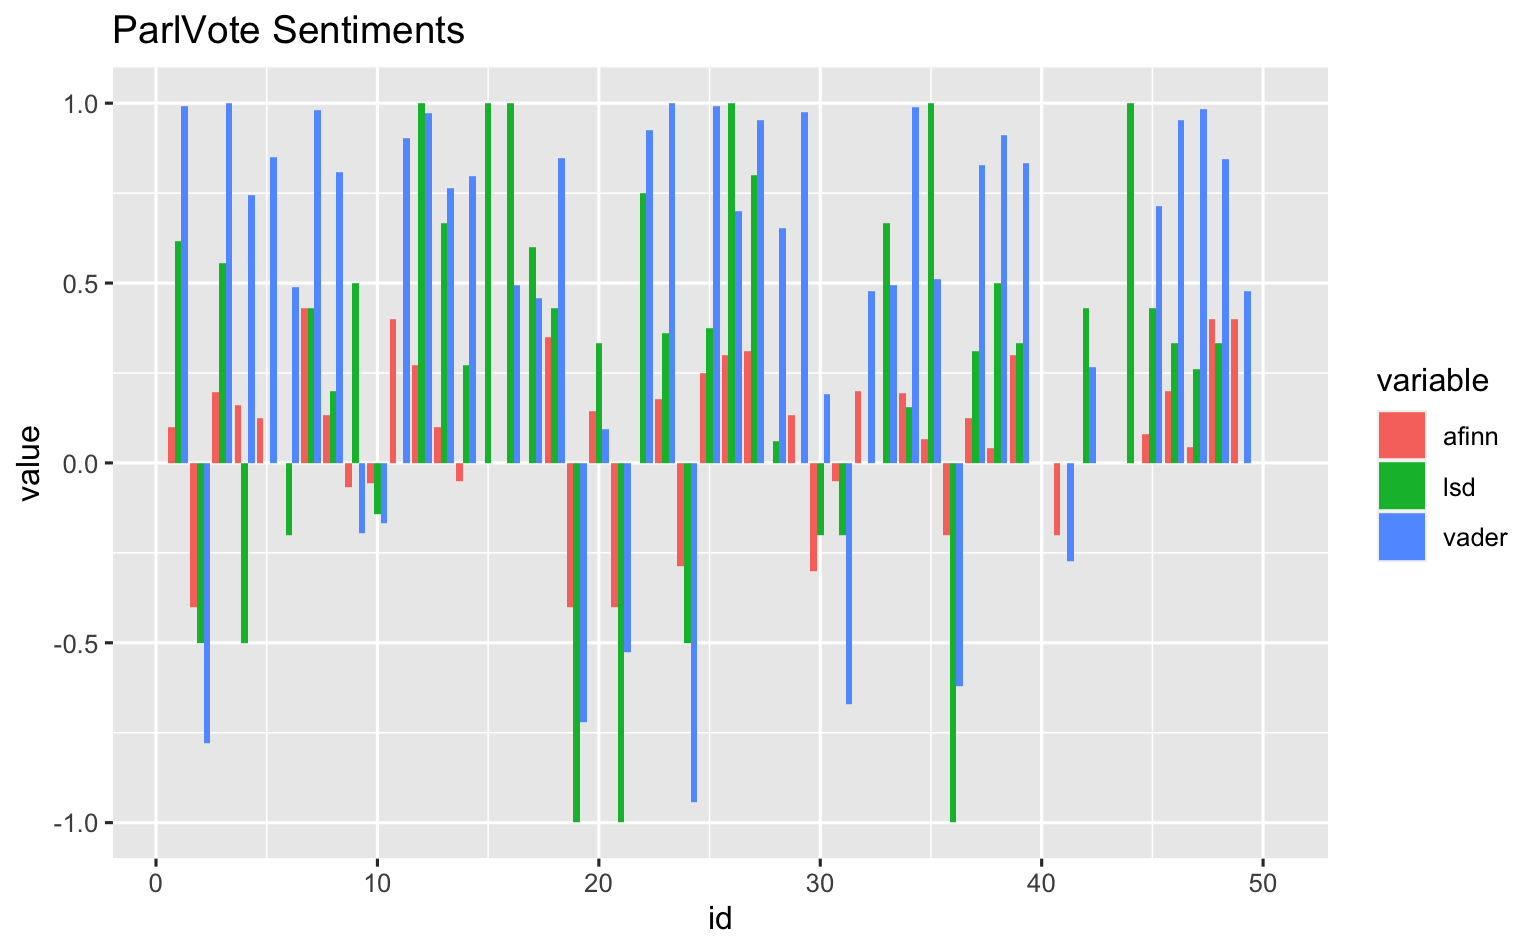 ParlVote Sentiments
1.0
0.5
0.0
-0.5
-1.0
value
0 10 20 30 40 50
id
variable
afinn
lsd
vader